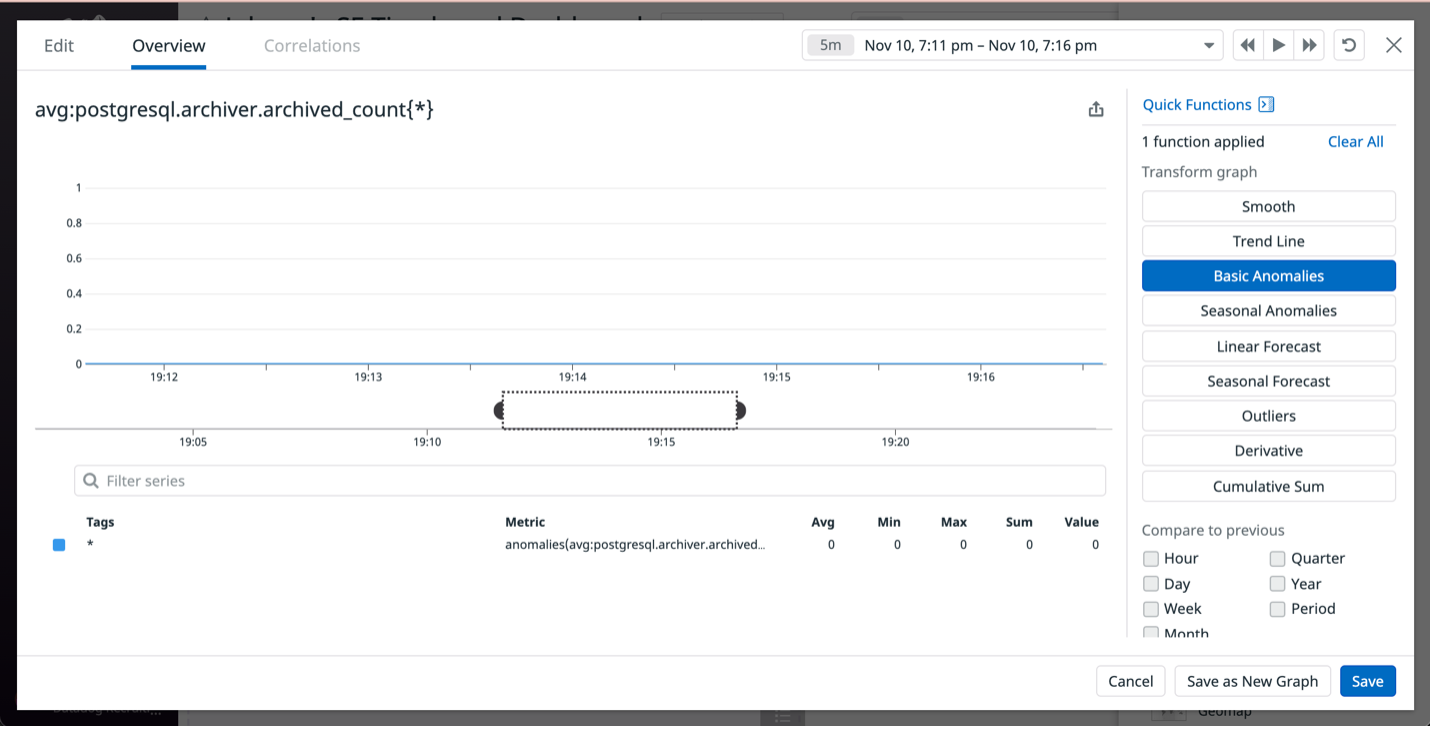 Edit
Overview
Correlations
5m Nov 10, 7:11 pm – Nov 10, 7:16 pm
avg:postgresql.archiver.archived_count{*}
1
0.8
0.6
0.4
0.2
0
19:12 19:13 19:14 19:15 19:16
19:05 19:10 19:15 19:20
Filter series
Tags Metric Avg Min Max Sum Value
* anomalies(avg:postgresql.archiver.archived... 0 0 0 0 0
Quick Functions
1 function applied Clear All
Transform graph
Smooth
Trend Line
Basic Anomalies
Seasonal Anomalies
Linear Forecast
Seasonal Forecast
Outliers
Derivative
Cumulative Sum
Compare to previous
Hour Quarter
Day Year
Week Period
Month
Cancel Save as New Graph Save
Geomap